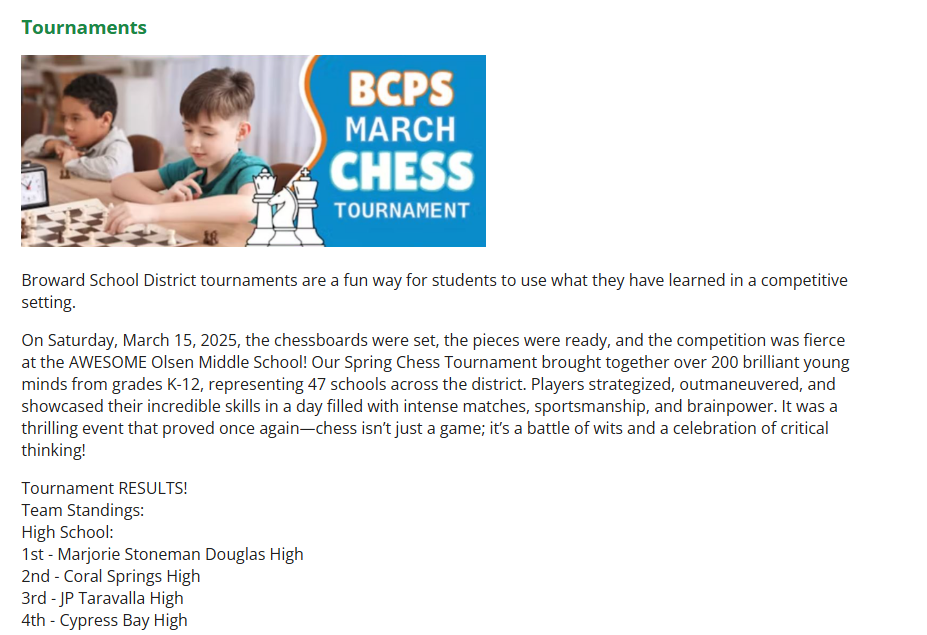 Tournaments
BCPS
MARCH
CHESS
TOURNAMENT
Broward School District tournaments are a fun way for students to use what they have learned in a competitive
setting.
On Saturday, March 15, 2025, the chessboards were set, the pieces were ready, and the competition was fierce
at the AWESOME Olsen Middle School! Our Spring Chess Tournament brought together over 200 brilliant young
minds from grades K-12, representing 47 schools across the district. Players strategized, outmaneuvered, and
showcased their incredible skills in a day filled with intense matches, sportsmanship, and brainpower. It was a
thrilling event that proved once again—chess isn’t just a game; it’s a battle of wits and a celebration of critical
thinking!
Tournament RESULTS!
Team Standings:
High School:
1st - Marjorie Stoneman Douglas High
2nd - Coral Springs High
3rd - JP Taravalla High
4th - Cypress Bay High